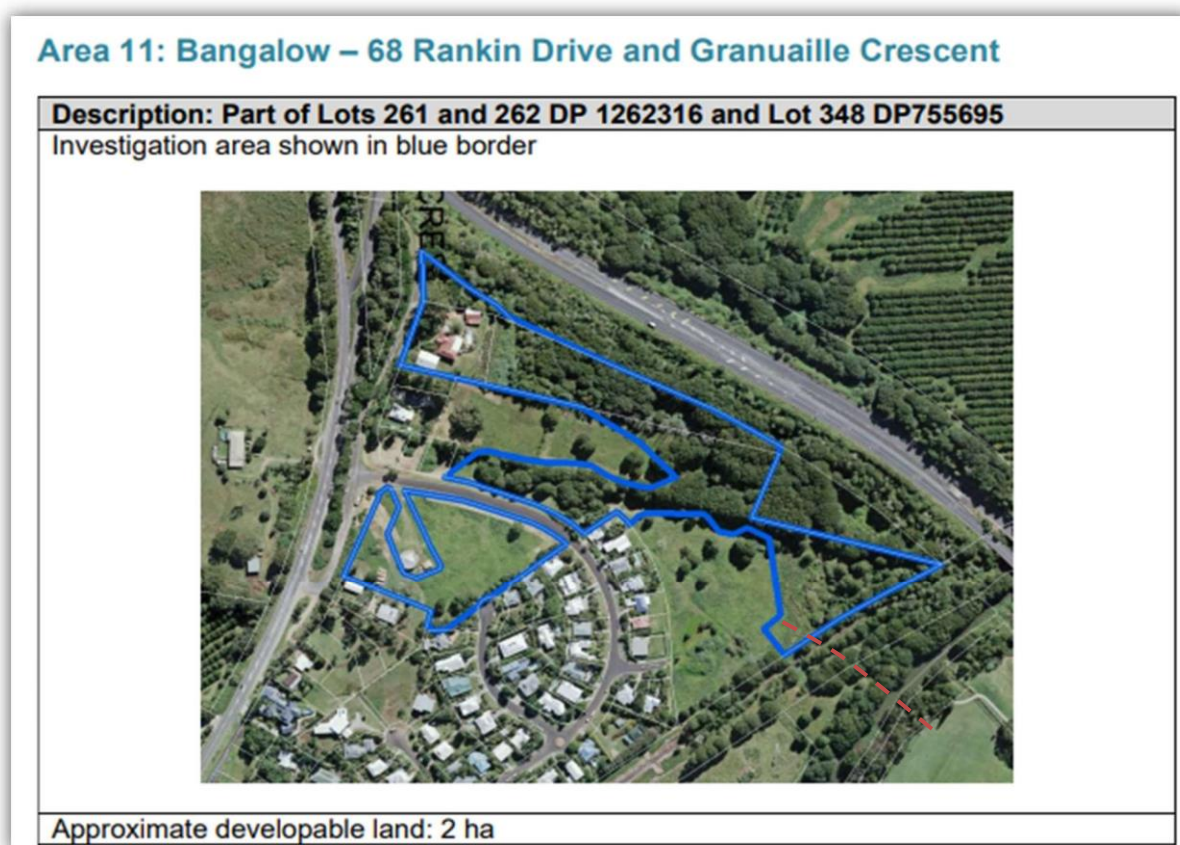 Area 11: Bangalow – 68 Rankin Drive and Granuaille Crescent
Description: Part of Lots 261 and 262 DP 1262316 and Lot 348 DP755695
Investigation area shown in blue border
CRE
Approximate developable land: 2 ha